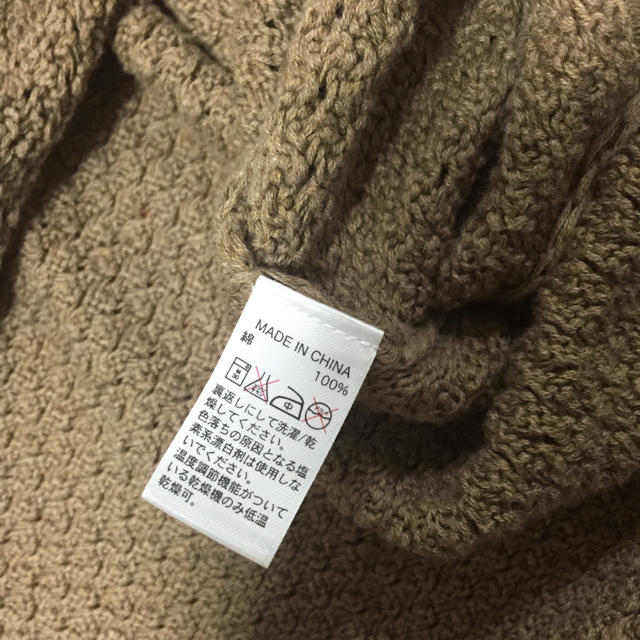 MADE IN CHINA
綿 100%
中
裏返しにして洗濯/乾
燥してください。
色落ちの原因となる塩
素系漂白剤は使用しな
いでください。
温度調節機能がついて
いる乾燥機のみ低温
乾燥可。